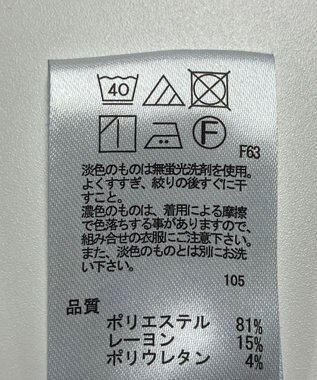 40
F
F63
淡色のものは無蛍光洗剤を使用。
よくすすぎ、絞りの後すぐに干
すこと。
濃色のものは、着用による摩擦
で色落ちする事がありますので、
組み合せの衣服にご注意下さい。
また、淡色のものとは別にお洗
い下さい。
105
品質
ポリエステル 81%
レーヨン 15%
ポリウレタン 4%